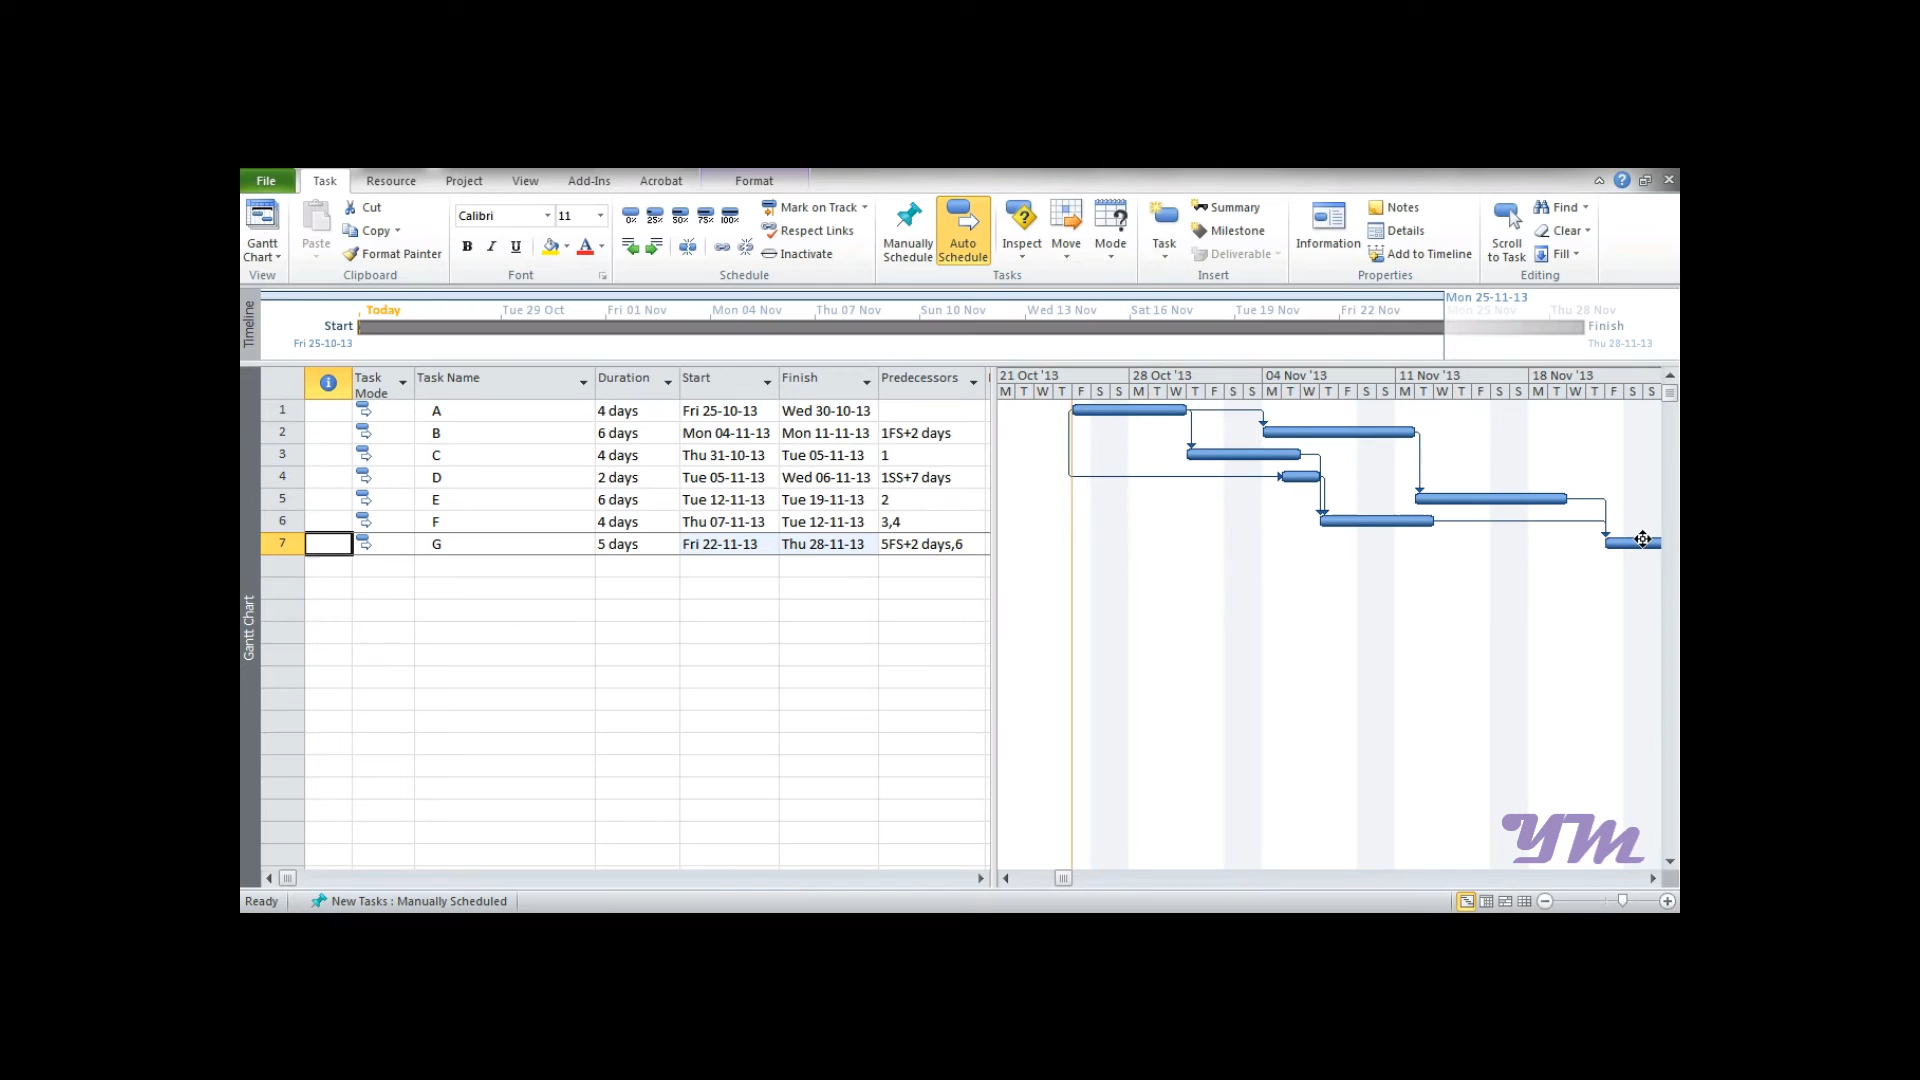 File Task Resource Project View Add-Ins Acrobat Format
Gantt Chart
View
Paste
Cut
Copy
Format Painter
Clipboard
Calibri 11
B I U A
Font
0% 25% 50% 75% 100%
Mark on Track
Respect Links
Inactivate
Schedule
Manually Schedule
Auto Schedule
Inspect
Move
Mode
Tasks
Task
Summary
Milestone
Deliverable
Insert
Information
Notes
Details
Add to Timeline
Properties
Scroll to Task
Find
Clear
Fill
Editing
Timeline
Mon 25-11-13
Today Tue 29 Oct Fri 01 Nov Mon 04 Nov Thu 07 Nov Sun 10 Nov Wed 13 Nov Sat 16 Nov Tue 19 Nov Fri 22 Nov Mon 25 Nov Thu 28 Nov
Start Finish
Fri 25-10-13 Thu 28-11-13
Task Mode Task Name Duration Start Finish Predecessors
1 A 4 days Fri 25-10-13 Wed 30-10-13
2 B 6 days Mon 04-11-13 Mon 11-11-13 1FS+2 days
3 C 4 days Thu 31-10-13 Tue 05-11-13 1
4 D 2 days Tue 05-11-13 Wed 06-11-13 1SS+7 days
5 E 6 days Tue 12-11-13 Tue 19-11-13 2
6 F 4 days Thu 07-11-13 Tue 12-11-13 3,4
7 G 5 days Fri 22-11-13 Thu 28-11-13 5FS+2 days,6
21 Oct '13 28 Oct '13 04 Nov '13 11 Nov '13 18 Nov '13
M T W T F S S M T W T F S S M T W T F S S M T W T F S S M T W T F S S
Gantt Chart
YM
Ready New Tasks : Manually Scheduled